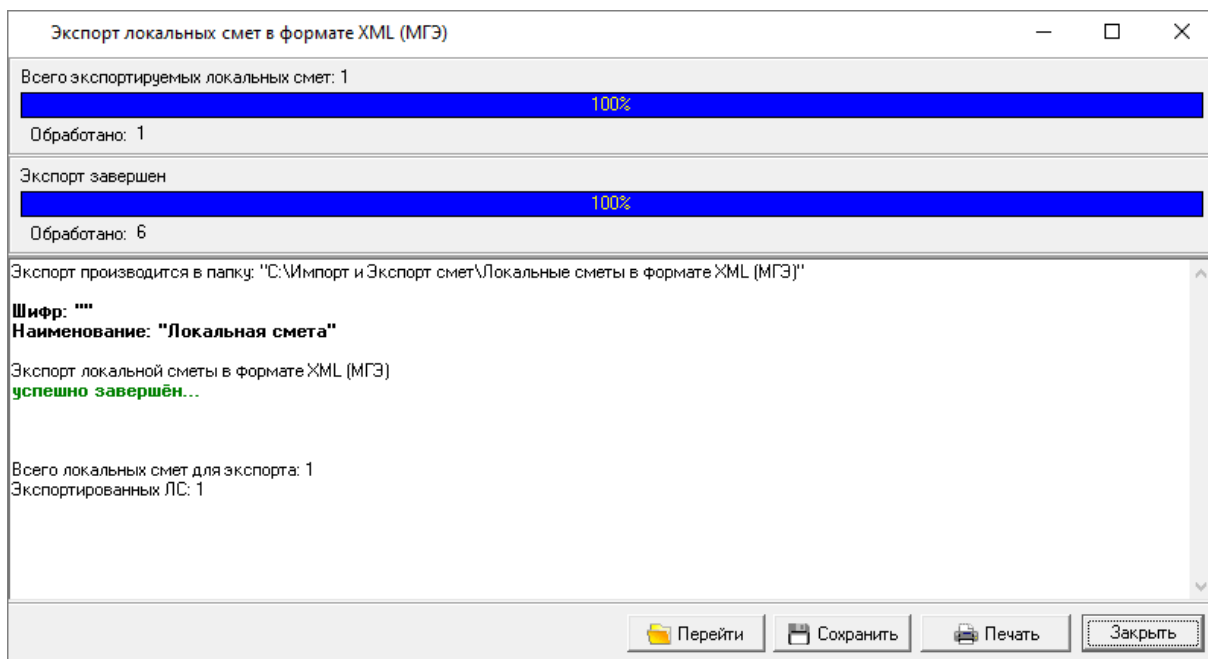 Экспорт локальных смет в формате XML (МГЭ)
Всего экспортируемых локальных смет: 1
100%
Обработано: 1
Экспорт завершен
100%
Обработано: 6
Экспорт производится в папку: "C:\Импорт и Экспорт смет\Локальные сметы в формате XML (МГЭ)"
Шифр: ""
Наименование: "Локальная смета"
Экспорт локальной сметы в формате XML (МГЭ)
успешно завершён...
Всего локальных смет для экспорта: 1
Экспортированных ЛС: 1
Перейти Сохранить Печать Закрыть